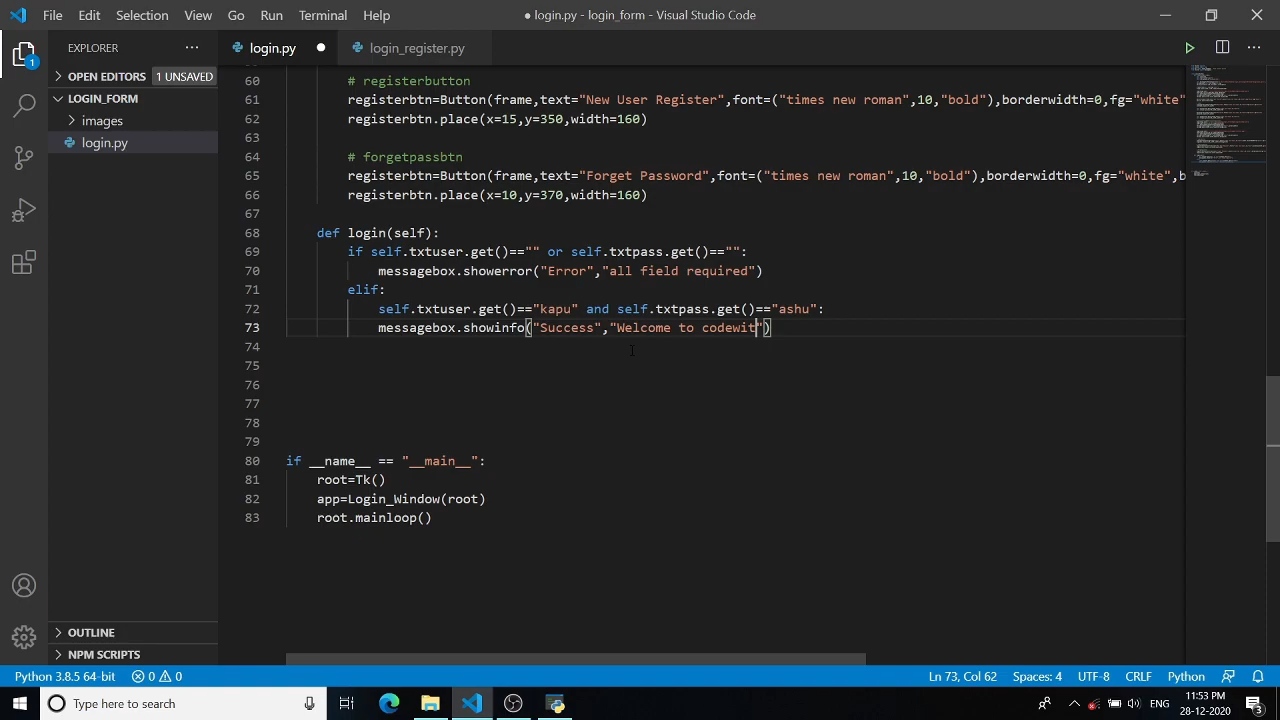 File Edit Selection View Go Run Terminal Help
● login.py - login_form - Visual Studio Code
EXPLORER ...
login.py ●
login_register.py
1
OPEN EDITORS 1 UNSAVED
LOGIN_FORM
images
login.py
60 # registerbutton
61 registerbtn=Button(frame,text="New User Register",font=("times new roman",10,"bold"),borderwidth=0,fg="white"
62 registerbtn.place(x=15,y=350,width=160)
63
64 # forgetpassbtn
65 registerbtn=Button(frame,text="Forget Password",font=("times new roman",10,"bold"),borderwidth=0,fg="white",b
66 registerbtn.place(x=10,y=370,width=160)
67
68 def login(self):
69 if self.txtuser.get()=="" or self.txtpass.get()=="":
70 messagebox.showerror("Error","all field required")
71 elif:
72 self.txtuser.get()=="kapu" and self.txtpass.get()=="ashu":
73 messagebox.showinfo("Success","Welcome to codewit")
74
75
76
77
78
79
80 if __name__ == "__main__":
81 root=Tk()
82 app=Login_Window(root)
83 root.mainloop()
OUTLINE
NPM SCRIPTS
Python 3.8.5 64-bit 0 0 Ln 73, Col 62 Spaces: 4 UTF-8 CRLF Python
Type here to search
ENG
11:53 PM
28-12-2020
3